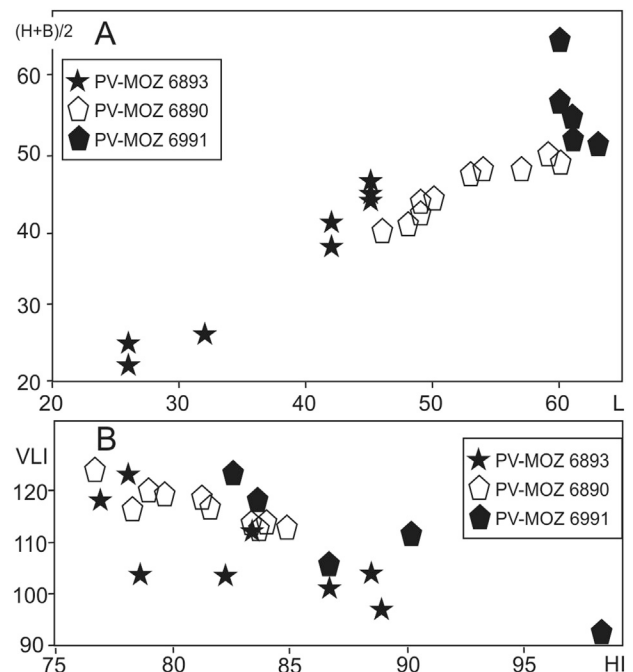 (H+B)/2
A
PV-MOZ 6893
PV-MOZ 6890
PV-MOZ 6991
60
50
40
30
20
20 30 40 50 60 L
B
VLI
PV-MOZ 6893
PV-MOZ 6890
PV-MOZ 6991
120
110
100
90
75 80 85 90 95 HI